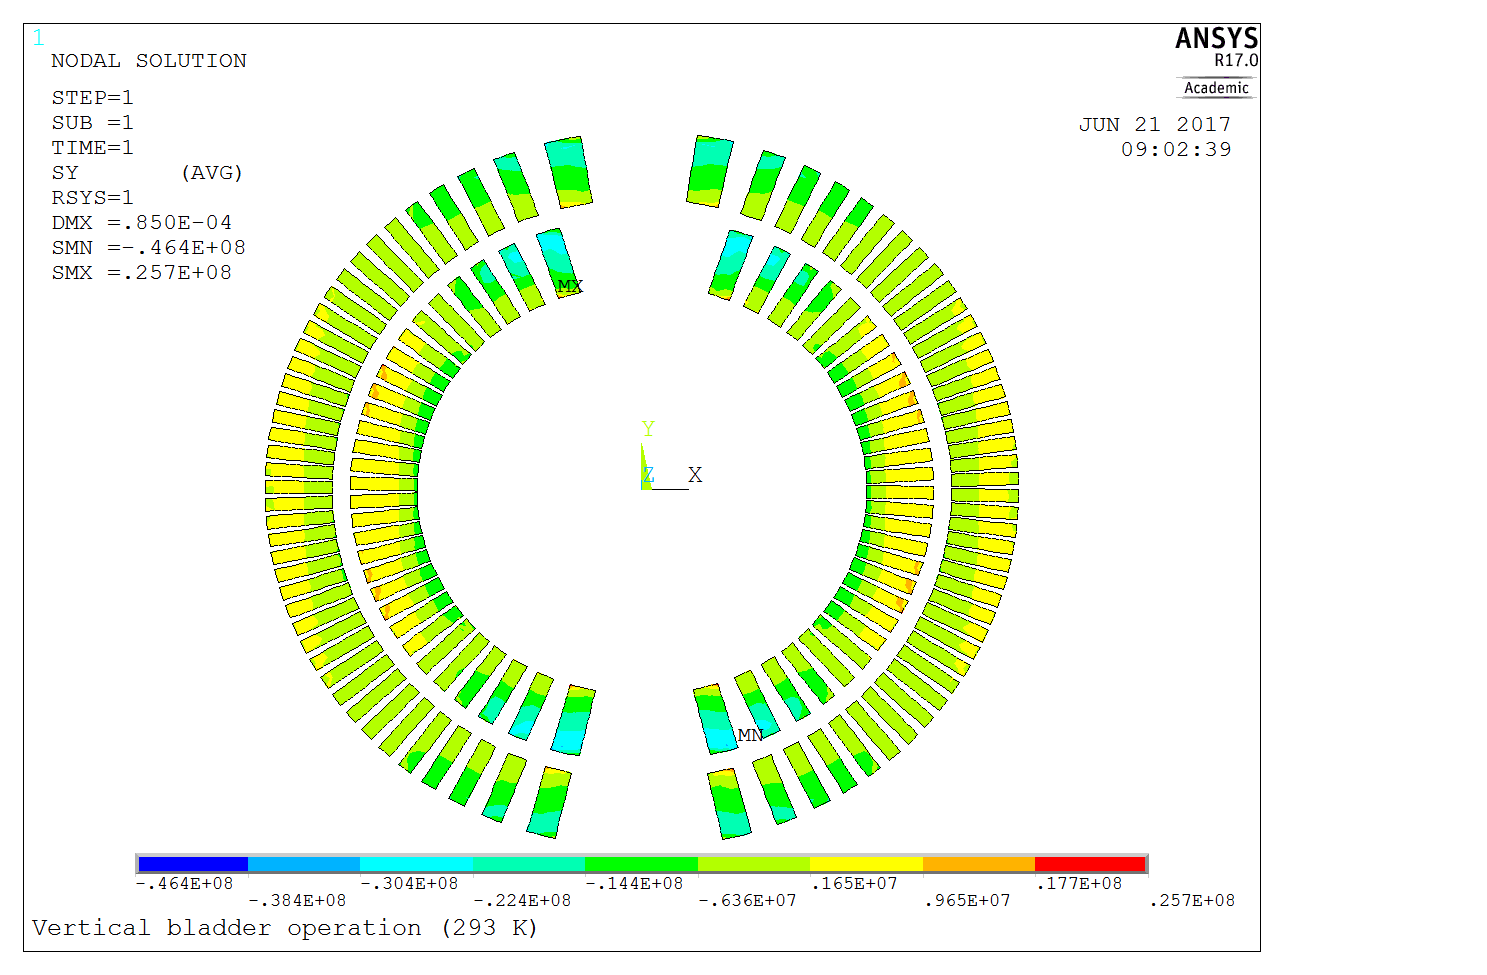 1
NODAL SOLUTION
STEP=1
SUB =1
TIME=1
SY (AVG)
RSYS=1
DMX =.850E-04
SMN =-.464E+08
SMX =.257E+08
ANSYS
R17.0
Academic
JUN 21 2017
09:02:39
MX
Y
Z X
MN
-.464E+08 -.304E+08 -.144E+08 .165E+07 .177E+08
-.384E+08 -.224E+08 -.636E+07 .965E+07 .257E+08
Vertical bladder operation (293 K)